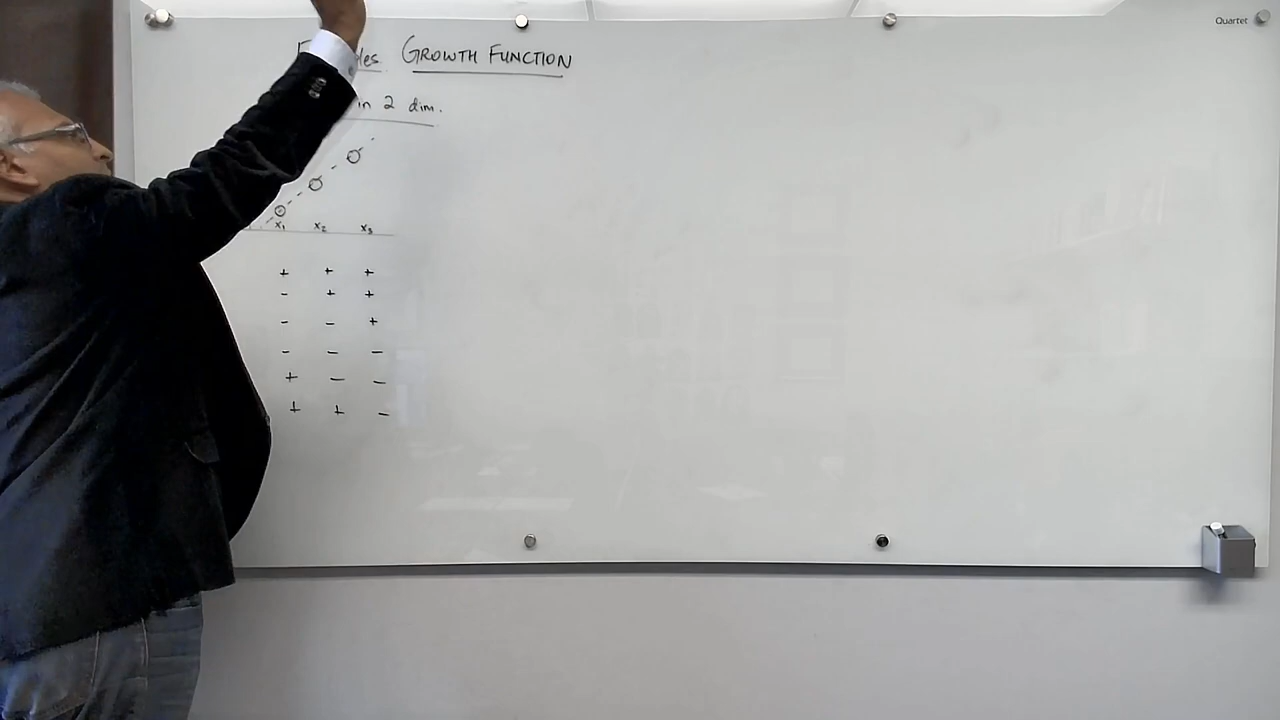 Quartet
GROWTH FUNCTION
in 2 dim.
x₁ x₂ x₃
+ + +
- + +
- - +
- - -
+ - -
+ + -